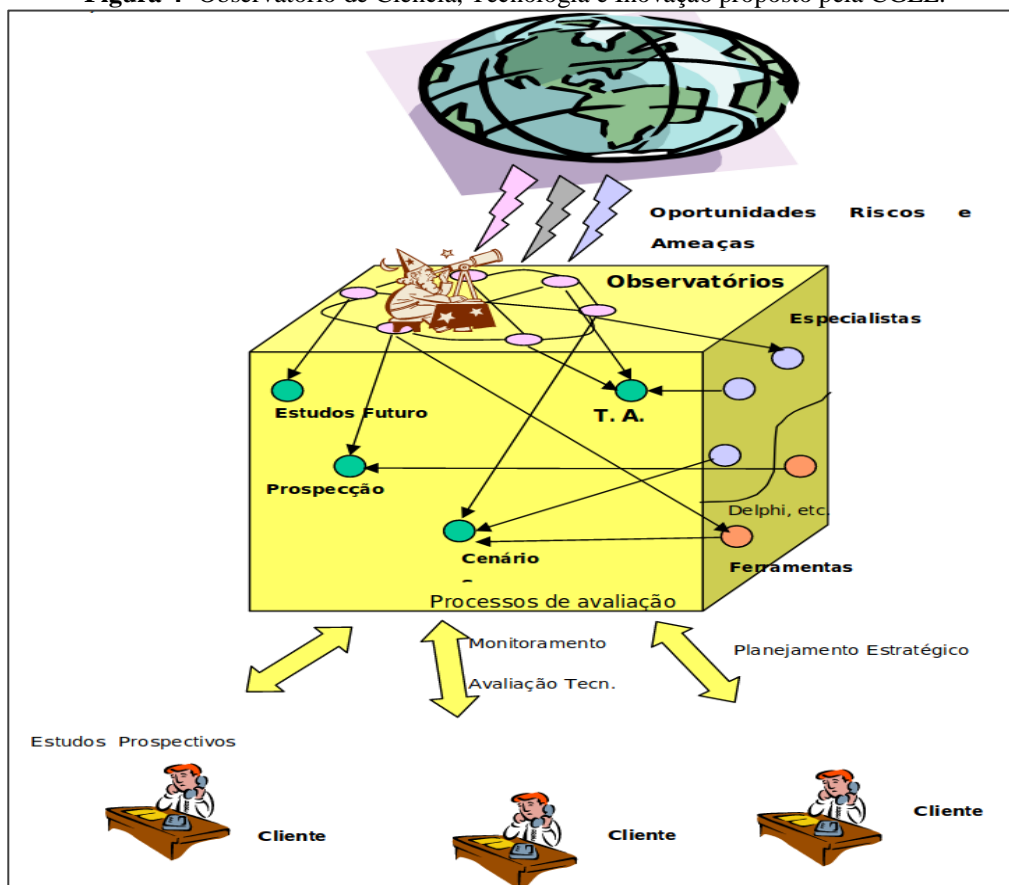 Observatório de Ciência, Tecnologia e Inovação proposto pela
Oportunidades Riscos e
Ameaças
Observatórios
Especialistas
Estudos Futuro
T. A.
Prospecção
Delphi, etc.
Cenário
s
Ferramentas
Processos de avaliação
Monitoramento
Planejamento Estratégico
Avaliação Tecn.
Estudos Prospectivos
Cliente
Cliente
Cliente